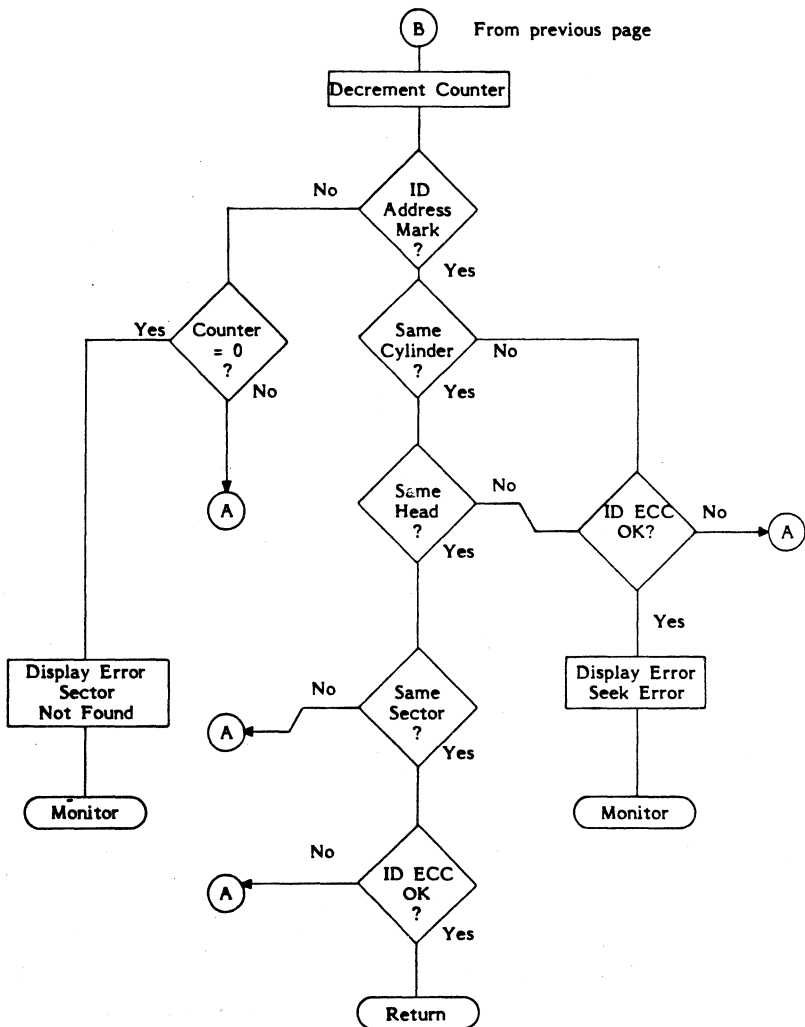 B
From previous page
Decrement Counter
No
ID
Address
Mark
?
Yes
Yes
Counter
= 0
?
No
Same
Cylinder
?
No
Yes
A
Same
Head
?
No
Yes
ID ECC
OK?
No
A
Yes
Display Error
Sector
Not Found
No
Same
Sector
?
Yes
A
Display Error
Seek Error
Monitor
Monitor
No
ID ECC
OK
?
Yes
A
Return